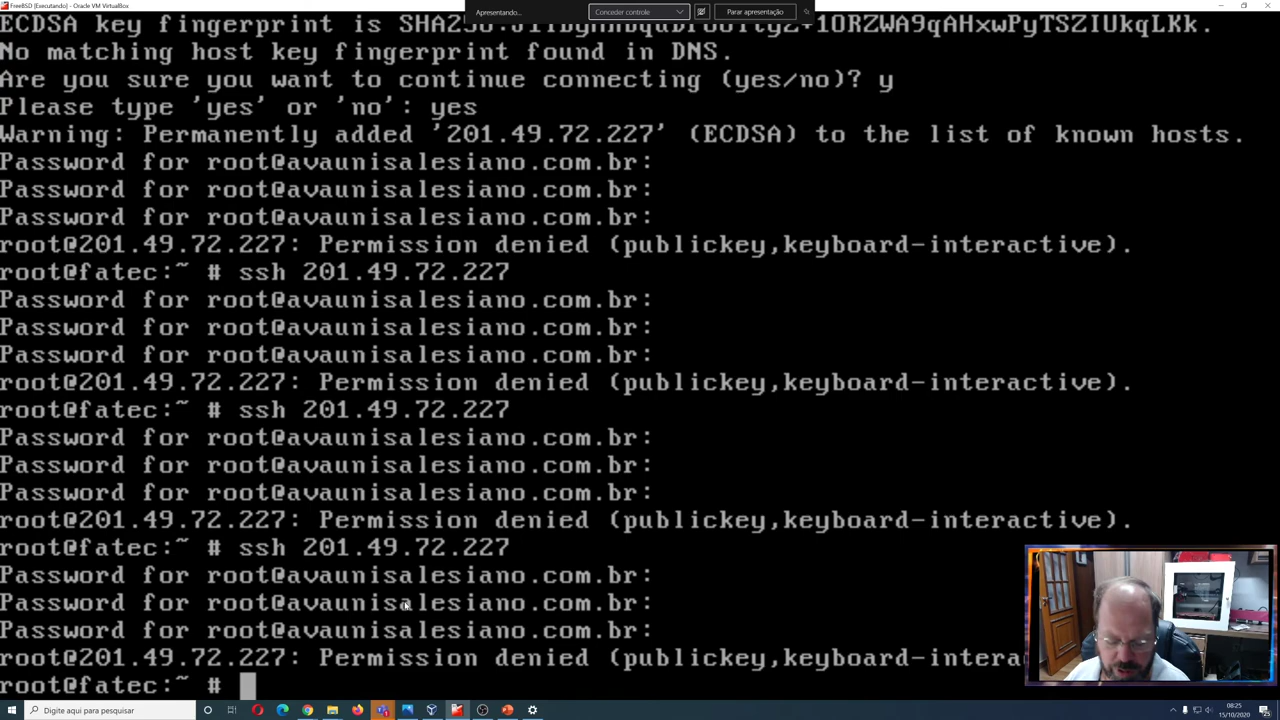 FreeBSD [Executando] - Oracle VM VirtualBox
Apresentando...
Conceder controle
Parar apresentação
ECDSA key fingerprint is
No matching host key fingerprint found in DNS.
Are you sure you want to continue connecting (yes/no)? y
Please type 'yes' or 'no': yes
Warning: Permanently added '201.49.72.227' (ECDSA) to the list of known hosts.
Password for root@avaunisalesiano.com.br:
Password for root@avaunisalesiano.com.br:
Password for root@avaunisalesiano.com.br:
root@201.49.72.227: Permission denied (publickey,keyboard-interactive).
root@fatec:~ # ssh 201.49.72.227
Password for root@avaunisalesiano.com.br:
Password for root@avaunisalesiano.com.br:
Password for root@avaunisalesiano.com.br:
root@201.49.72.227: Permission denied (publickey,keyboard-interactive).
root@fatec:~ # ssh 201.49.72.227
Password for root@avaunisalesiano.com.br:
Password for root@avaunisalesiano.com.br:
Password for root@avaunisalesiano.com.br:
root@201.49.72.227: Permission denied (publickey,keyboard-interactive).
root@fatec:~ # ssh 201.49.72.227
Password for root@avaunisalesiano.com.br:
Password for root@avaunisalesiano.com.br:
Password for root@avaunisalesiano.com.br:
root@201.49.72.227: Permission denied (publickey,keyboard-intera
root@fatec:~ #
Digite aqui para pesquisar
08:25
15/10/2020